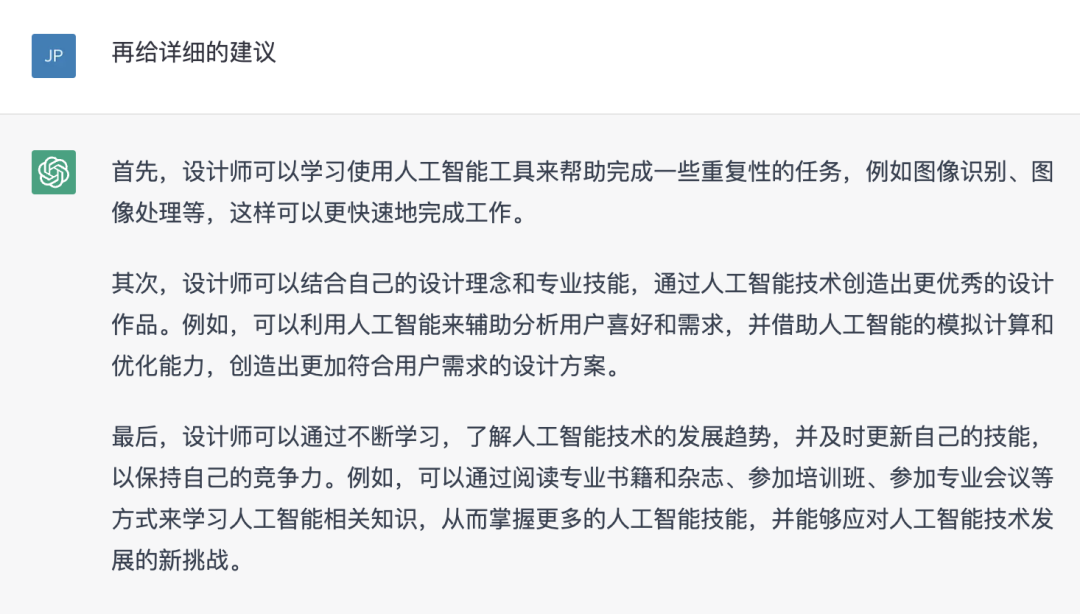 JP
再给详细的建议
首先，设计师可以学习使用人工智能工具来帮助完成一些重复性的任务，例如图像识别、图
像处理等，这样可以更快速地完成工作。
其次，设计师可以结合自己的设计理念和专业技能，通过人工智能技术创造出更优秀的设计
作品。例如，可以利用人工智能来辅助分析用户喜好和需求，并借助人工智能的模拟计算和
优化能力，创造出更加符合用户需求的设计方案。
最后，设计师可以通过不断学习，了解人工智能技术的发展趋势，并及时更新自己的技能，
以保持自己的竞争力。例如，可以通过阅读专业书籍和杂志、参加培训班、参加专业会议等
方式来学习人工智能相关知识，从而掌握更多的人工智能技能，并能够应对人工智能技术发
展的新挑战。